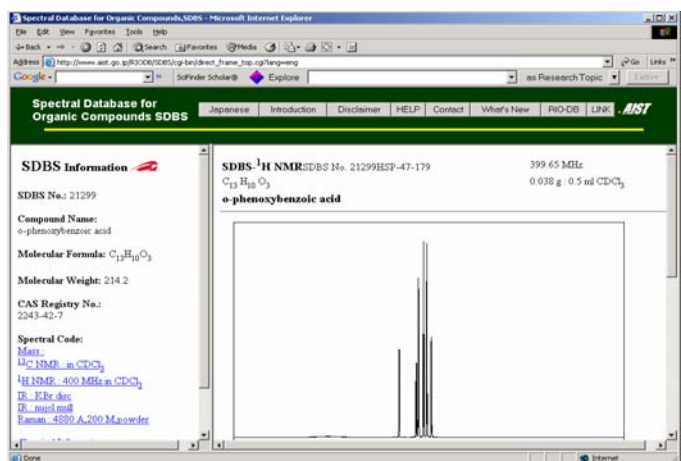 Spectral Database for Organic Compounds,SDBS - Microsoft Internet Explorer
File Edit View Favorites Tools Help
Back Search Favorites Media
Address http://www.aist.go.jp/RIODB/SDBS/cgi-bin/direct_frame_top.cgi?lang=eng Go Links
Google SciFinder Scholar® Explore as Research Topic
Spectral Database for
Organic Compounds SDBS
Japanese Introduction Disclaimer HELP Contact What's New RIO-DB LINK AIST
SDBS Information
SDBS No.: 21299
Compound Name:
o-phenoxybenzoic acid
Molecular Formula: C13H10O3
Molecular Weight: 214.2
CAS Registry No.:
2243-42-7
Spectral Code:
Mass :
13C NMR : in CDCl3
1H NMR : 400 MHz in CDCl3
IR : KBr disc
IR : nujol mull
Raman : 4880 A,200 M,powder
SDBS-1H NMRSDBS No. 21299HSP-47-179 399.65 MHz
C13 H10 O3 0.038 g : 0.5 ml CDCl3
o-phenoxybenzoic acid
Done Internet